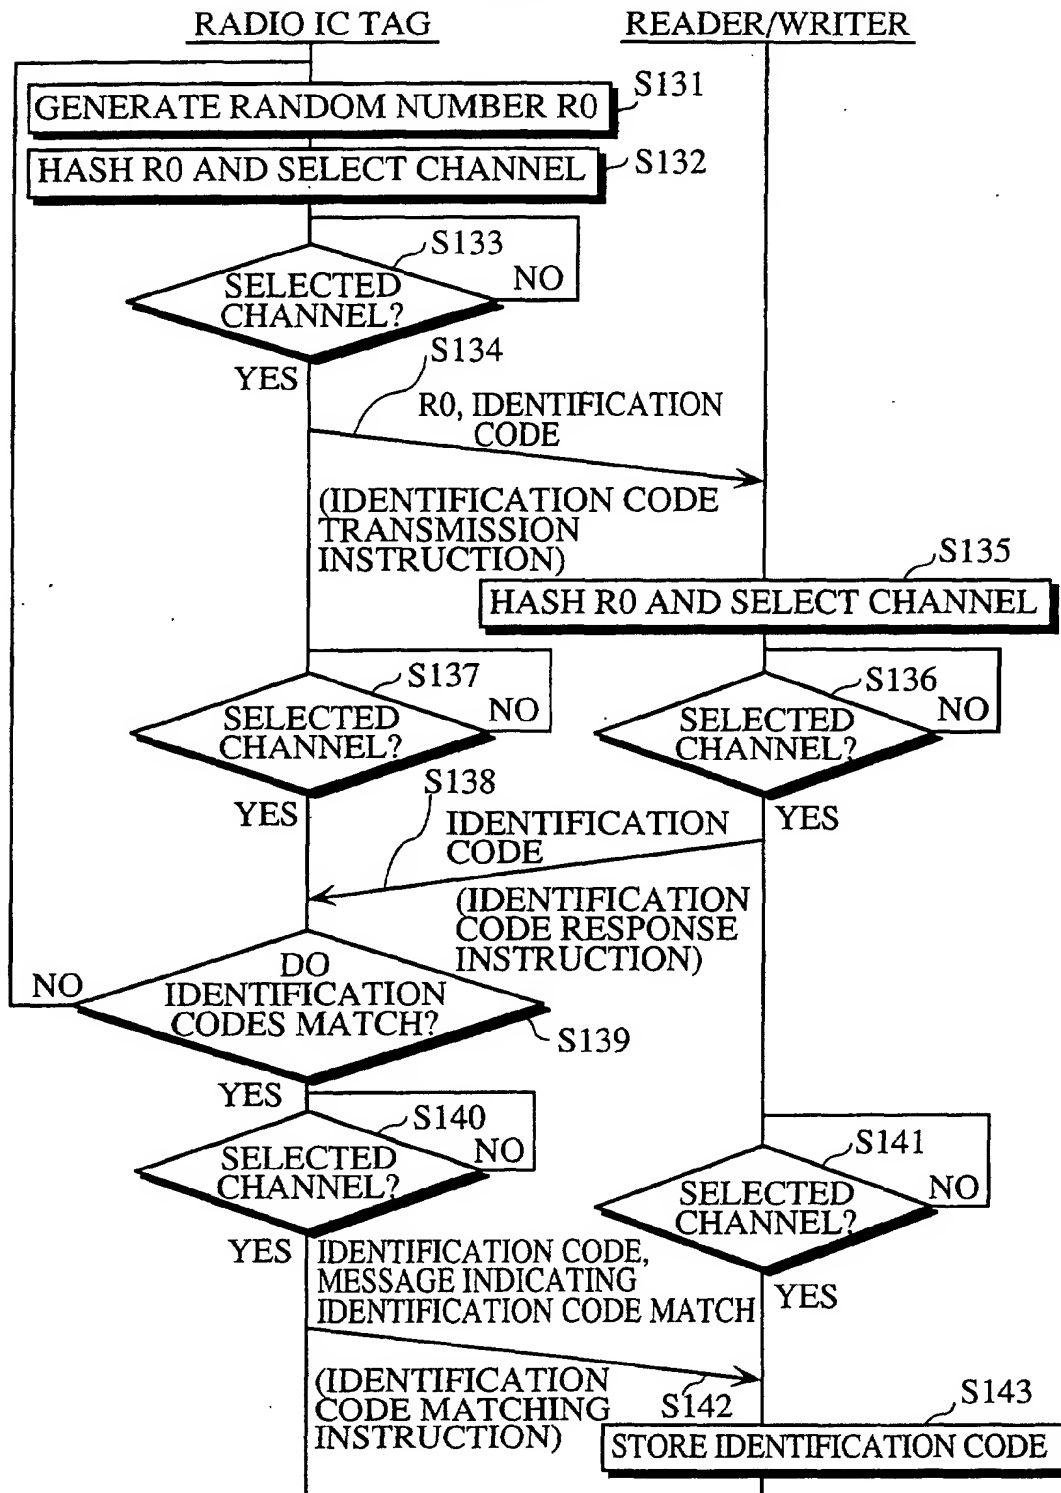 RADIO IC TAG
READER/WRITER
S131
GENERATE RANDOM NUMBER R0
S132
HASH R0 AND SELECT CHANNEL
S133
SELECTED
CHANNEL?
NO
S134
YES
R0, IDENTIFICATION
CODE
(IDENTIFICATION CODE
TRANSMISSION
INSTRUCTION)
S135
HASH R0 AND SELECT CHANNEL
S137
SELECTED
CHANNEL?
NO
S136
SELECTED
CHANNEL?
NO
S138
YES
YES
IDENTIFICATION
CODE
(IDENTIFICATION
CODE RESPONSE
INSTRUCTION)
NO
DO
IDENTIFICATION
CODES MATCH?
S139
YES
S140
SELECTED
CHANNEL?
NO
S141
SELECTED
CHANNEL?
NO
YES
IDENTIFICATION CODE,
MESSAGE INDICATING
IDENTIFICATION CODE MATCH
YES
(IDENTIFICATION
CODE MATCHING
INSTRUCTION)
S142
S143
STORE IDENTIFICATION CODE